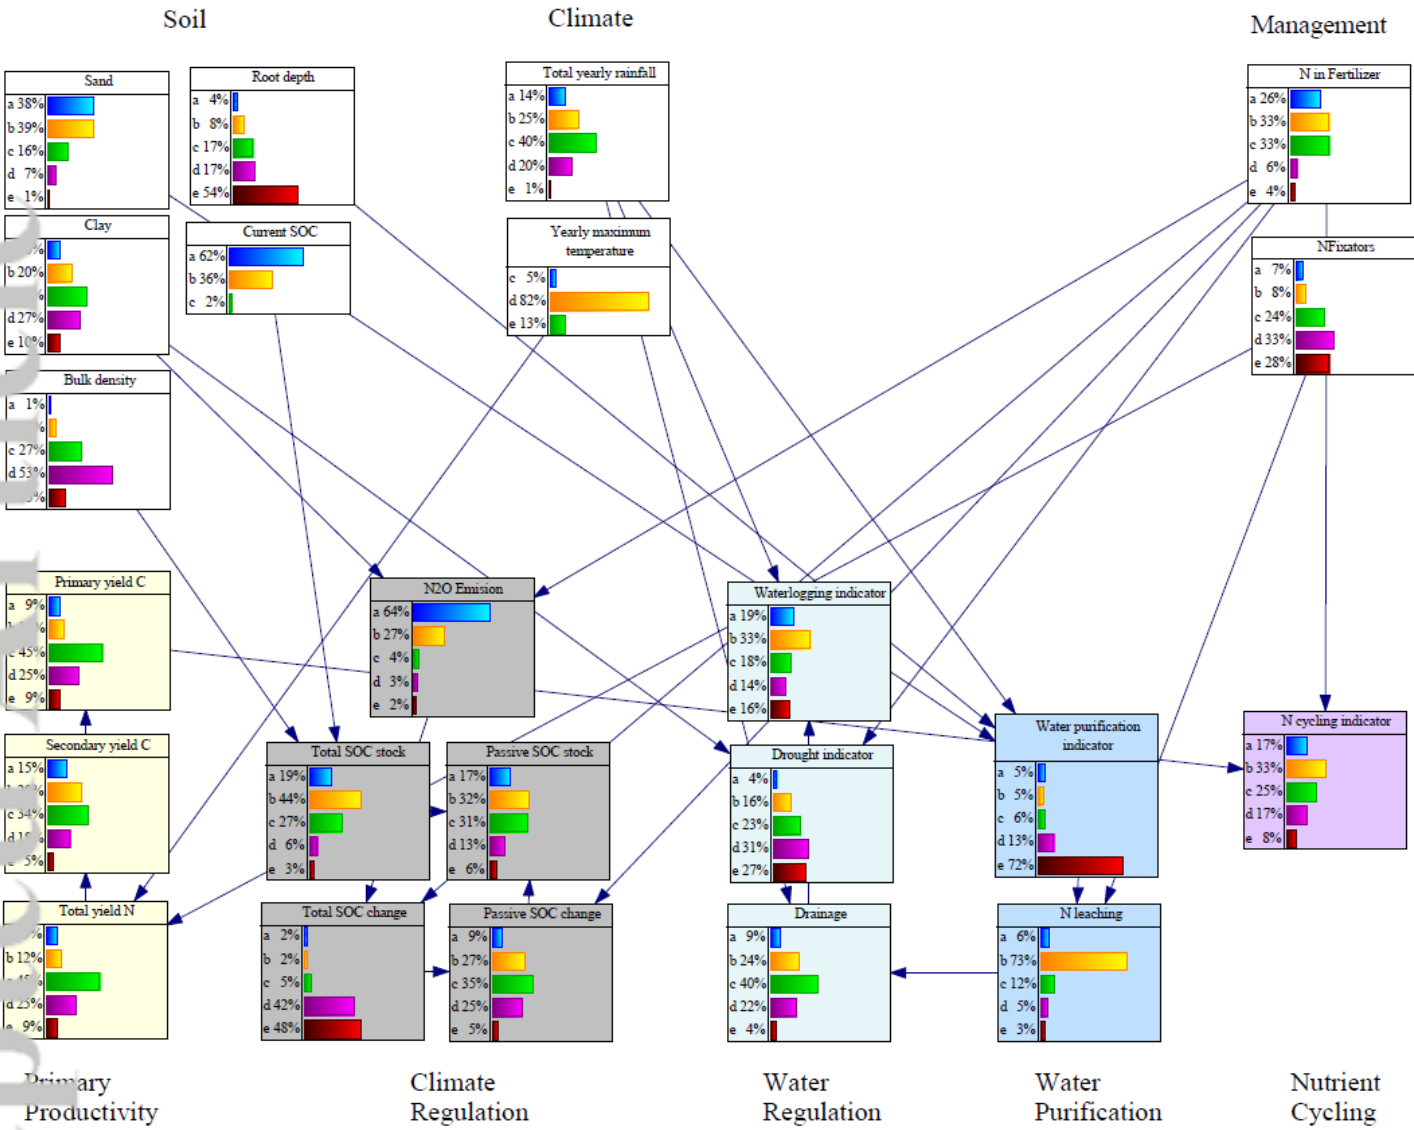 Soil
Climate
Management
Sand
a 38%
b 39%
c 16%
d 7%
e 1%
Root depth
a 4%
b 8%
c 17%
d 17%
e 54%
Total yearly rainfall
a 14%
b 25%
c 40%
d 20%
e 1%
N in Fertilizer
a 26%
b 33%
c 33%
d 6%
e 4%
Clay
b 20%
d 27%
e 10%
Current SOC
a 62%
b 36%
c 2%
Yearly maximum
temperature
c 5%
d 82%
e 13%
NFixators
a 7%
b 8%
c 24%
d 33%
e 28%
Bulk density
a 1%
c 27%
d 53%
Primary yield C
a 9%
45%
d 25%
e 9%
N2O Emision
a 64%
b 27%
c 4%
d 3%
e 2%
Waterlogging indicator
a 19%
b 33%
c 18%
d 14%
e 16%
Secondary yield C
a 15%
34%
5%
Total SOC stock
a 19%
b 44%
c 27%
d 6%
e 3%
Passive SOC stock
a 17%
b 32%
c 31%
d 13%
e 6%
Drought indicator
a 4%
b 16%
c 23%
d 31%
e 27%
Water purification
indicator
a 5%
b 5%
c 6%
d 13%
e 72%
N cycling indicator
a 17%
b 33%
c 25%
d 17%
e 8%
Total yield N
b 12%
d 25%
e 9%
Total SOC change
a 2%
b 2%
c 5%
d 42%
e 48%
Passive SOC change
a 9%
b 27%
c 35%
d 25%
e 5%
Drainage
a 9%
b 24%
c 40%
d 22%
e 4%
N leaching
a 6%
b 73%
c 12%
d 5%
e 3%
Primary
Productivity
Climate
Regulation
Water
Regulation
Water
Purification
Nutrient
Cycling